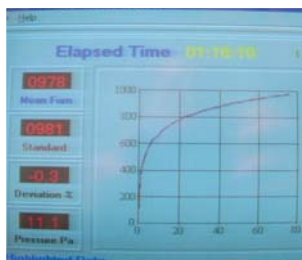 Help
Elapsed Time 01:16:10
0978
Mean Fism
0981
Standard
-0.3
Deviation %
11.1
Pressure Pa
1000
800
600
400
200
0
0 20 40 60 80